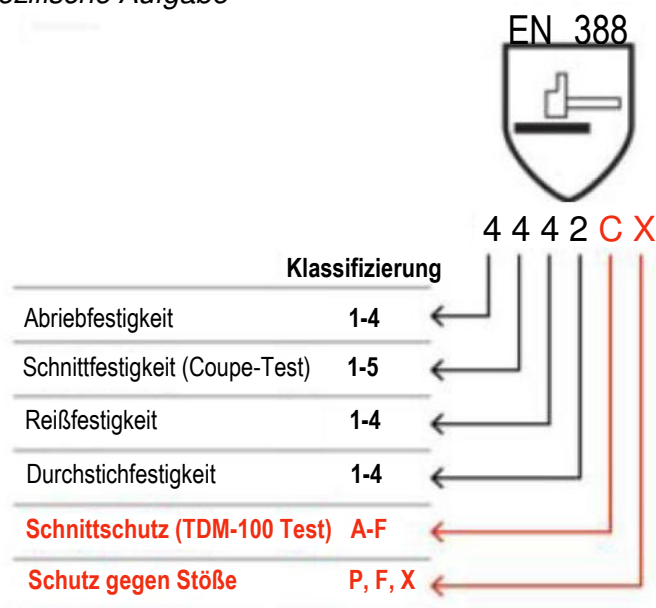 EN 388
4 4 4 2 C X
Klassifizierung
Abriebfestigkeit 1-4
Schnittfestigkeit (Coupe-Test) 1-5
Reißfestigkeit 1-4
Durchstichfestigkeit 1-4
Schnittschutz (TDM-100 Test) A-F
Schutz gegen Stöße P, F, X